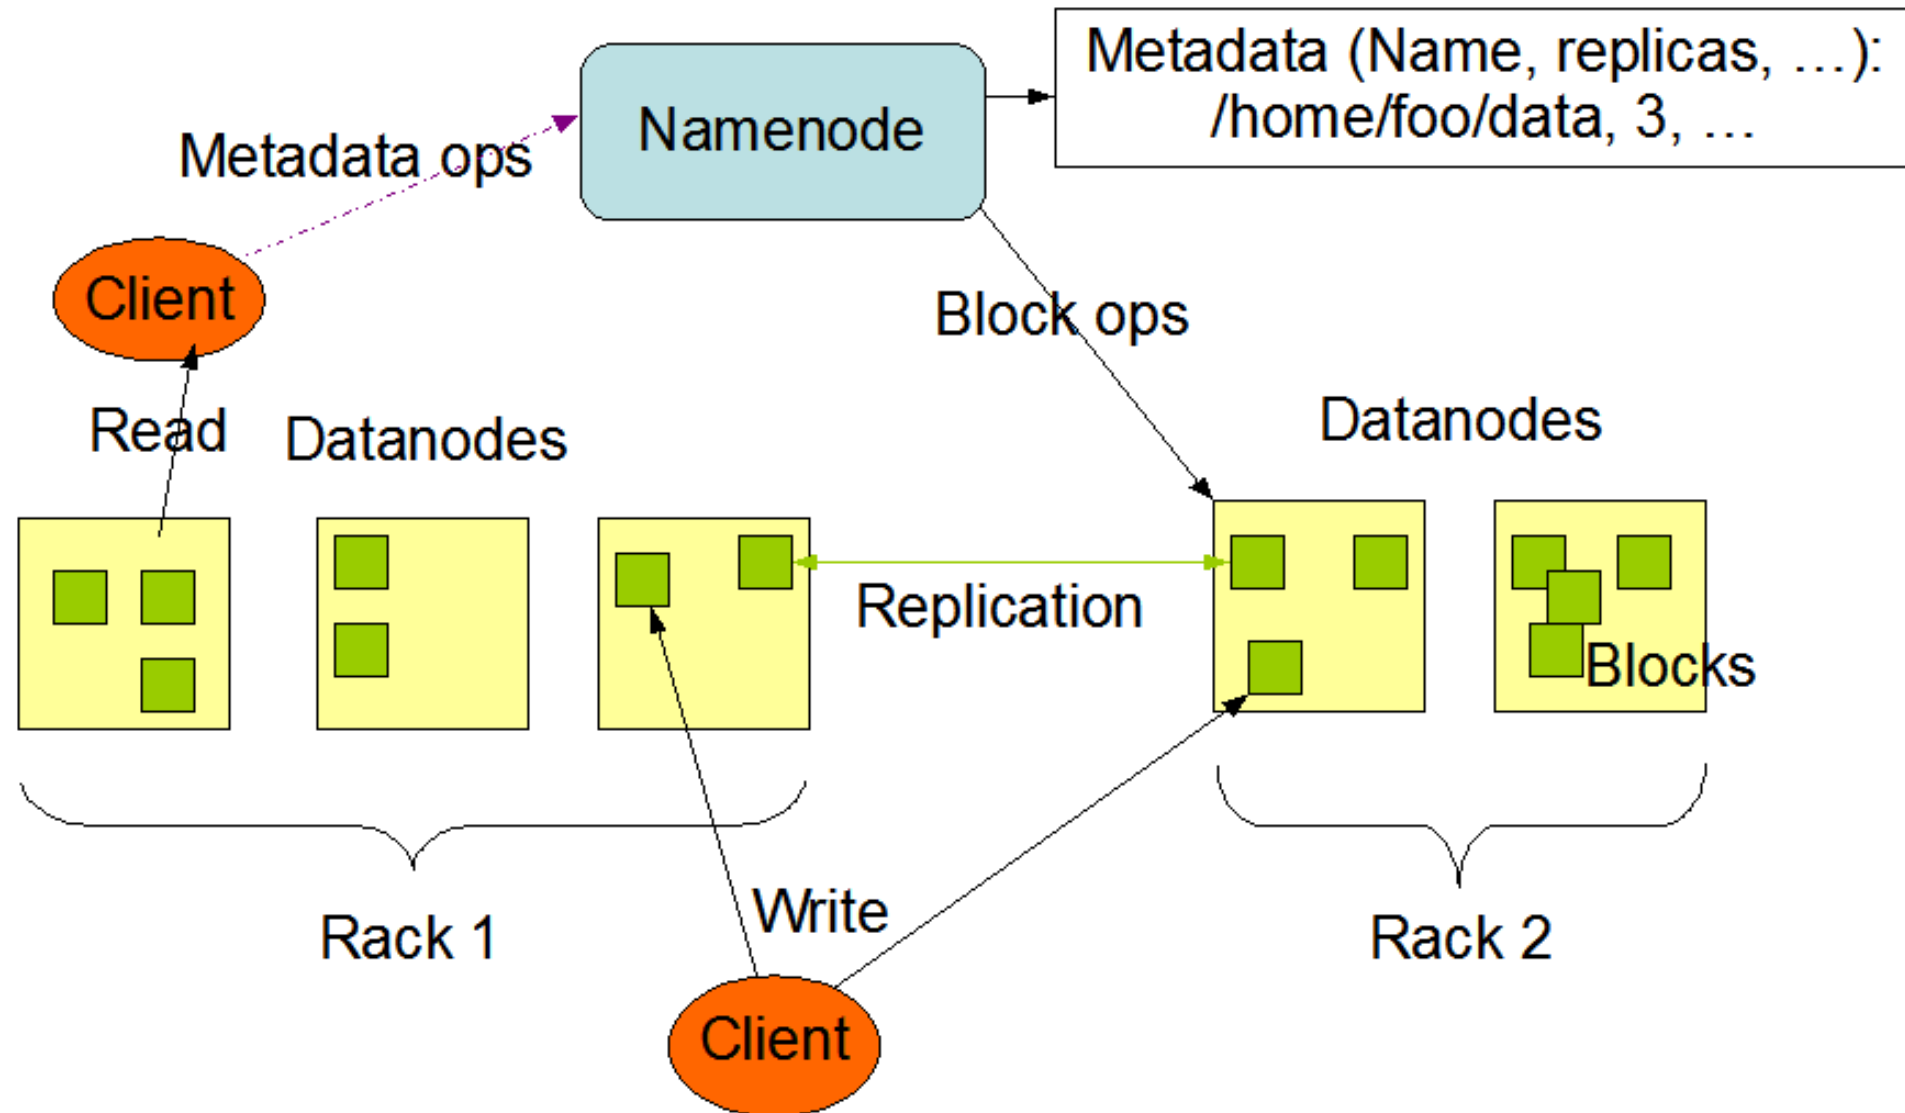 Metadata (Name, replicas, …):
/home/foo/data, 3, …
Namenode
Metadata ops
Client
Block ops
Read
Datanodes
Datanodes
Replication
Blocks
Rack 1
Write
Rack 2
Client